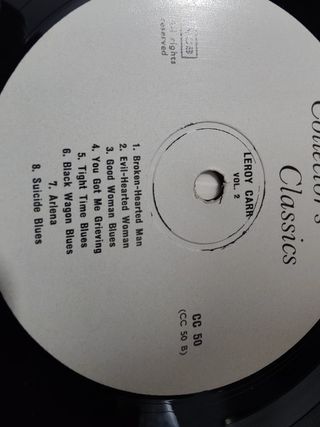 Collector's
Classics
rights
reserved
LEROY CARR
VOL. 2
CC 50
(CC 50 B)
1. Broken-Hearted Man
2. Evil-Hearted Woman
3. Good Woman Blues
4. You Got Me Grieving
5. Tight Time Blues
6. Black Wagon Blues
7. Arlena
8. Suicide Blues